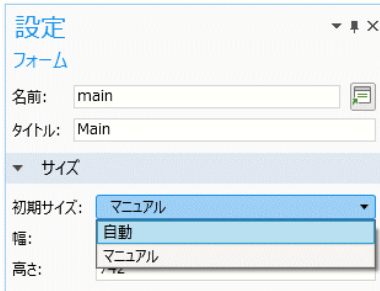 設定
フォーム
名前: main
タイトル: Main
サイズ
初期サイズ: マニュアル
幅: 自動
マニュアル
高さ: